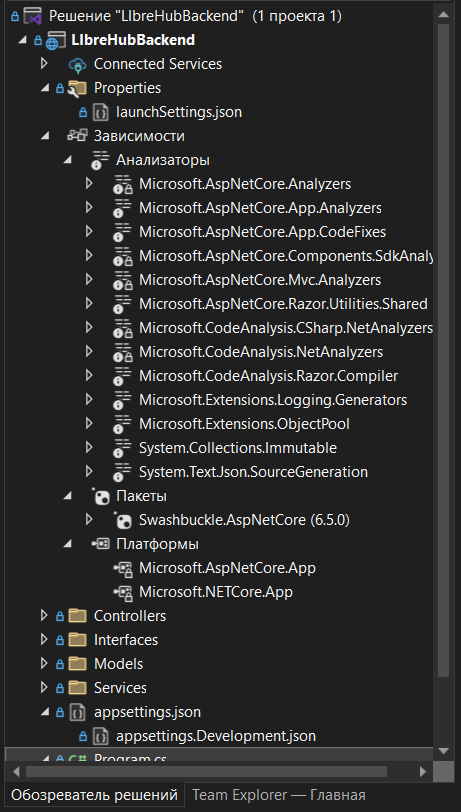 Решение "LIbreHubBackend" (1 проекта 1)
LIbreHubBackend
Connected Services
Properties
launchSettings.json
Зависимости
Анализаторы
Microsoft.AspNetCore.Analyzers
Microsoft.AspNetCore.App.Analyzers
Microsoft.AspNetCore.App.CodeFixes
Microsoft.AspNetCore.Components.SdkAnaly
Microsoft.AspNetCore.Mvc.Analyzers
Microsoft.AspNetCore.Razor.Utilities.Shared
Microsoft.CodeAnalysis.CSharp.NetAnalyzers
Microsoft.CodeAnalysis.NetAnalyzers
Microsoft.CodeAnalysis.Razor.Compiler
Microsoft.Extensions.Logging.Generators
Microsoft.Extensions.ObjectPool
System.Collections.Immutable
System.Text.Json.SourceGeneration
Пакеты
Swashbuckle.AspNetCore (6.5.0)
Платформы
Microsoft.AspNetCore.App
Microsoft.NETCore.App
Controllers
Interfaces
Models
Services
appsettings.json
appsettings.Development.json
C# Program.cs
Обозреватель решений Team Explorer — Главная